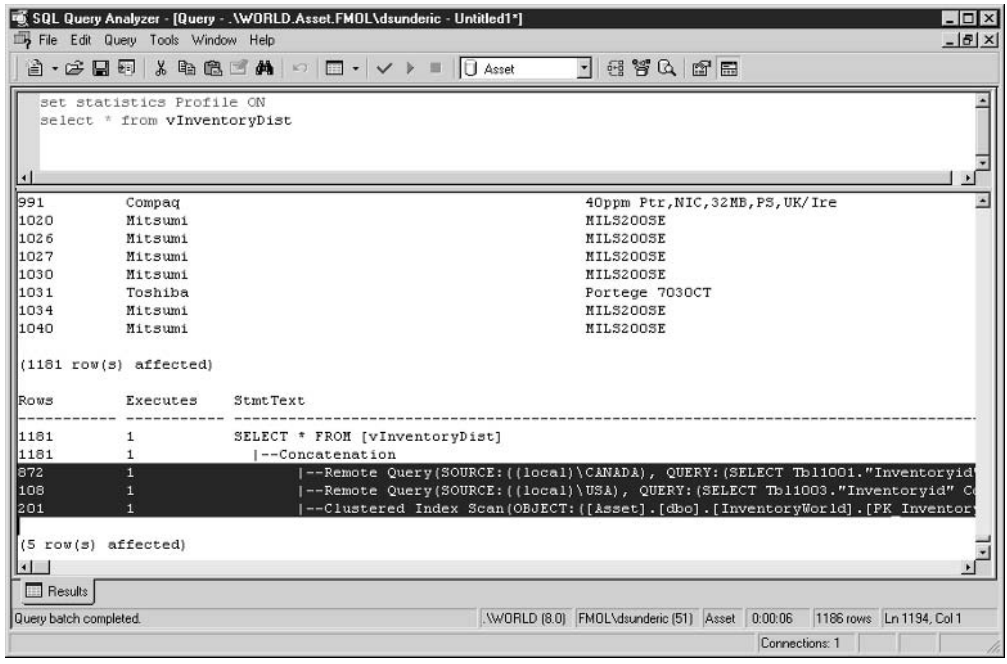 SQL Query Analyzer - [Query - .\WORLD.Asset.FMOL\dsunderic - Untitled1*]
File Edit Query Tools Window Help
Asset
set statistics Profile ON
select * from vInventoryDist
991 Compaq 40ppm Ptr,NIC,32MB,PS,UK/Ire
1020 Mitsumi MILS200SE
1026 Mitsumi MILS200SE
1027 Mitsumi MILS200SE
1030 Mitsumi MILS200SE
1031 Toshiba Portege 7030CT
1034 Mitsumi MILS200SE
1040 Mitsumi MILS200SE
(1181 row(s) affected)
Rows Executes StmtText
----------- ----------- -----------
1181 1 SELECT * FROM [vInventoryDist]
1181 1 |--Concatenation
872 1 |--Remote Query(SOURCE:((local)\CANADA), QUERY:(SELECT Tbl1001."Inventoryid"
108 1 |--Remote Query(SOURCE:((local)\USA), QUERY:(SELECT Tbl1003."Inventoryid" Co
201 1 |--Clustered Index Scan(OBJECT:([Asset].[dbo].[InventoryWorld].[PK_Inventor
(5 row(s) affected)
Results
Query batch completed. .\WORLD (8.0) FMOL\dsunderic (51) Asset 0:00:06 1186 rows Ln 1194, Col 1
Connections: 1